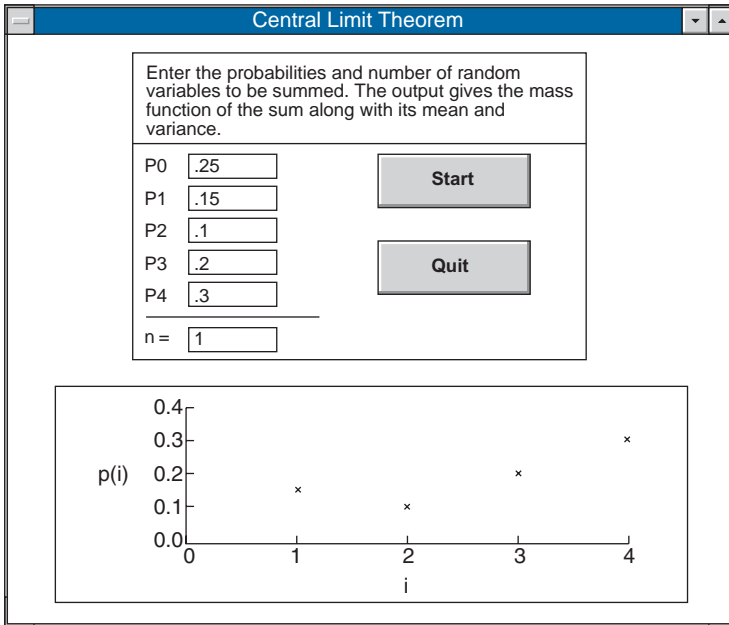 Central Limit Theorem
Enter the probabilities and number of random
variables to be summed. The output gives the mass
function of the sum along with its mean and
variance.
P0 .25
P1 .15
P2 .1
P3 .2
P4 .3
n = 1
Start
Quit
0.4
0.3
p(i) 0.2
0.1
0.0
0 1 2 3 4
i